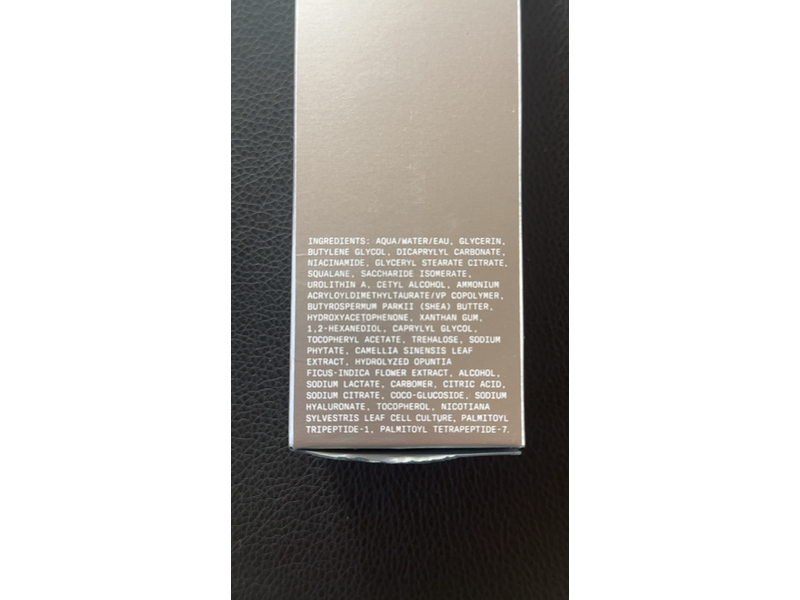 INGREDIENTS: AQUA/WATER/EAU, GLYCERIN,
BUTYLENE GLYCOL, DICAPRYLYL CARBONATE,
NIACINAMIDE, GLYCERYL STEARATE CITRATE,
SQUALANE, SACCHARIDE ISOMERATE,
UROLITHIN A, CETYL ALCOHOL, AMMONIUM
ACRYLOYLDIMETHYLTAURATE/VP COPOLYMER,
BUTYROSPERMUM PARKII (SHEA) BUTTER,
HYDROXYACETOPHENONE, XANTHAN GUM,
1,2-HEXANEDIOL, CAPRYLYL GLYCOL,
TOCOPHERYL ACETATE, TREHALOSE, SODIUM
PHYTATE, CAMELLIA SINENSIS LEAF
EXTRACT, HYDROLYZED OPUNTIA
FICUS-INDICA FLOWER EXTRACT, ALCOHOL,
SODIUM LACTATE, CARBOMER, CITRIC ACID,
SODIUM CITRATE, COCO-GLUCOSIDE, SODIUM
HYALURONATE, TOCOPHEROL, NICOTIANA
SYLVESTRIS LEAF CELL CULTURE, PALMITOYL
TRIPEPTIDE-1, PALMITOYL TETRAPEPTIDE-7.